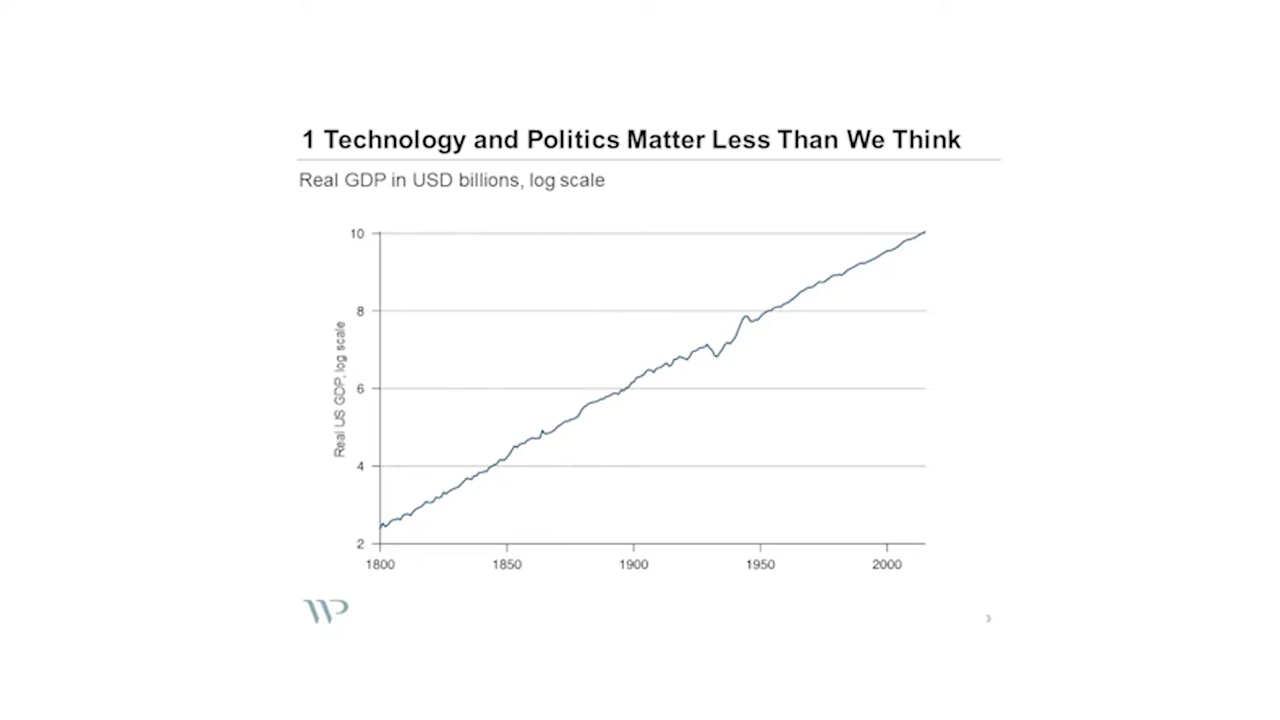 1 Technology and Politics Matter Less Than We Think
Real GDP in USD billions, log scale
Real US GDP, log scale
10
8
6
4
2
1800 1850 1900 1950 2000
WP
3